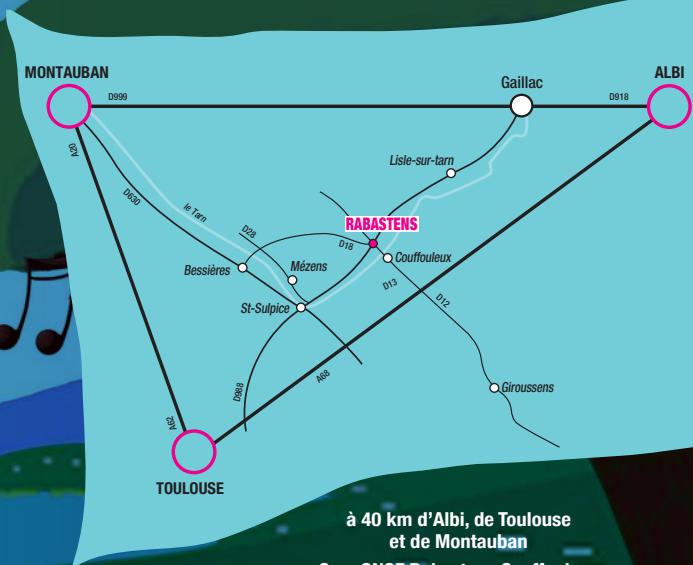 MONTAUBAN
ALBI
Gaillac
D999
D918
A20
Lisle-sur-tarn
D630
le Tarn
RABASTENS
D28
D18
Couffouleux
Bessières
Mézens
D13
D12
St-Sulpice
A68
D988
Giroussens
A62
TOULOUSE
à 40 km d'Albi, de Toulouse
et de Montauban